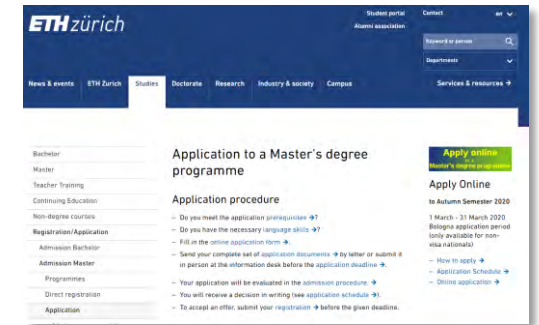 ETH zürich
Student portal
Alumni association
Contact
en
Keyword or person
Departments
News & events
ETH Zurich
Studies
Doctorate
Research
Industry & society
Campus
Services & resources →
Bachelor
Master
Teacher Training
Continuing Education
Non-degree courses
Registration/Application
Admission Bachelor
Admission Master
Programmes
Direct registration
Application
Application to a Master's degree
programme
Application procedure
– Do you meet the application prerequisites →?
– Do you have the necessary language skills →?
– Fill in the online application form →.
– Send your complete set of application documents → by letter or submit it
in person at the information desk before the application deadline →.
– Your application will be evaluated in the admission procedure. →
– You will receive a decision in writing (see application schedule →).
– To accept an offer, submit your registration → before the given deadline.
Apply online
Master's degree programme
Apply Online
to Autumn Semester 2020
1 March - 31 March 2020
Bologna application period
(only available for non-
visa nationals)
– How to apply →
– Application Schedule →
– Online application →